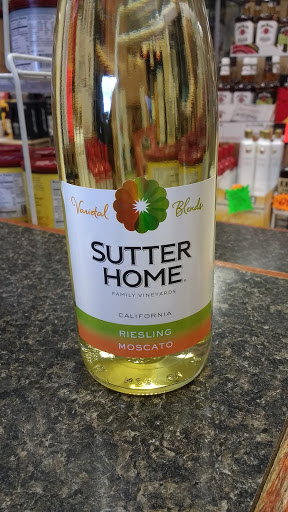 Varietal Blends
SUTTER
HOME
FAMILY VINEYARDS
CALIFORNIA
RIESLING
MOSCATO